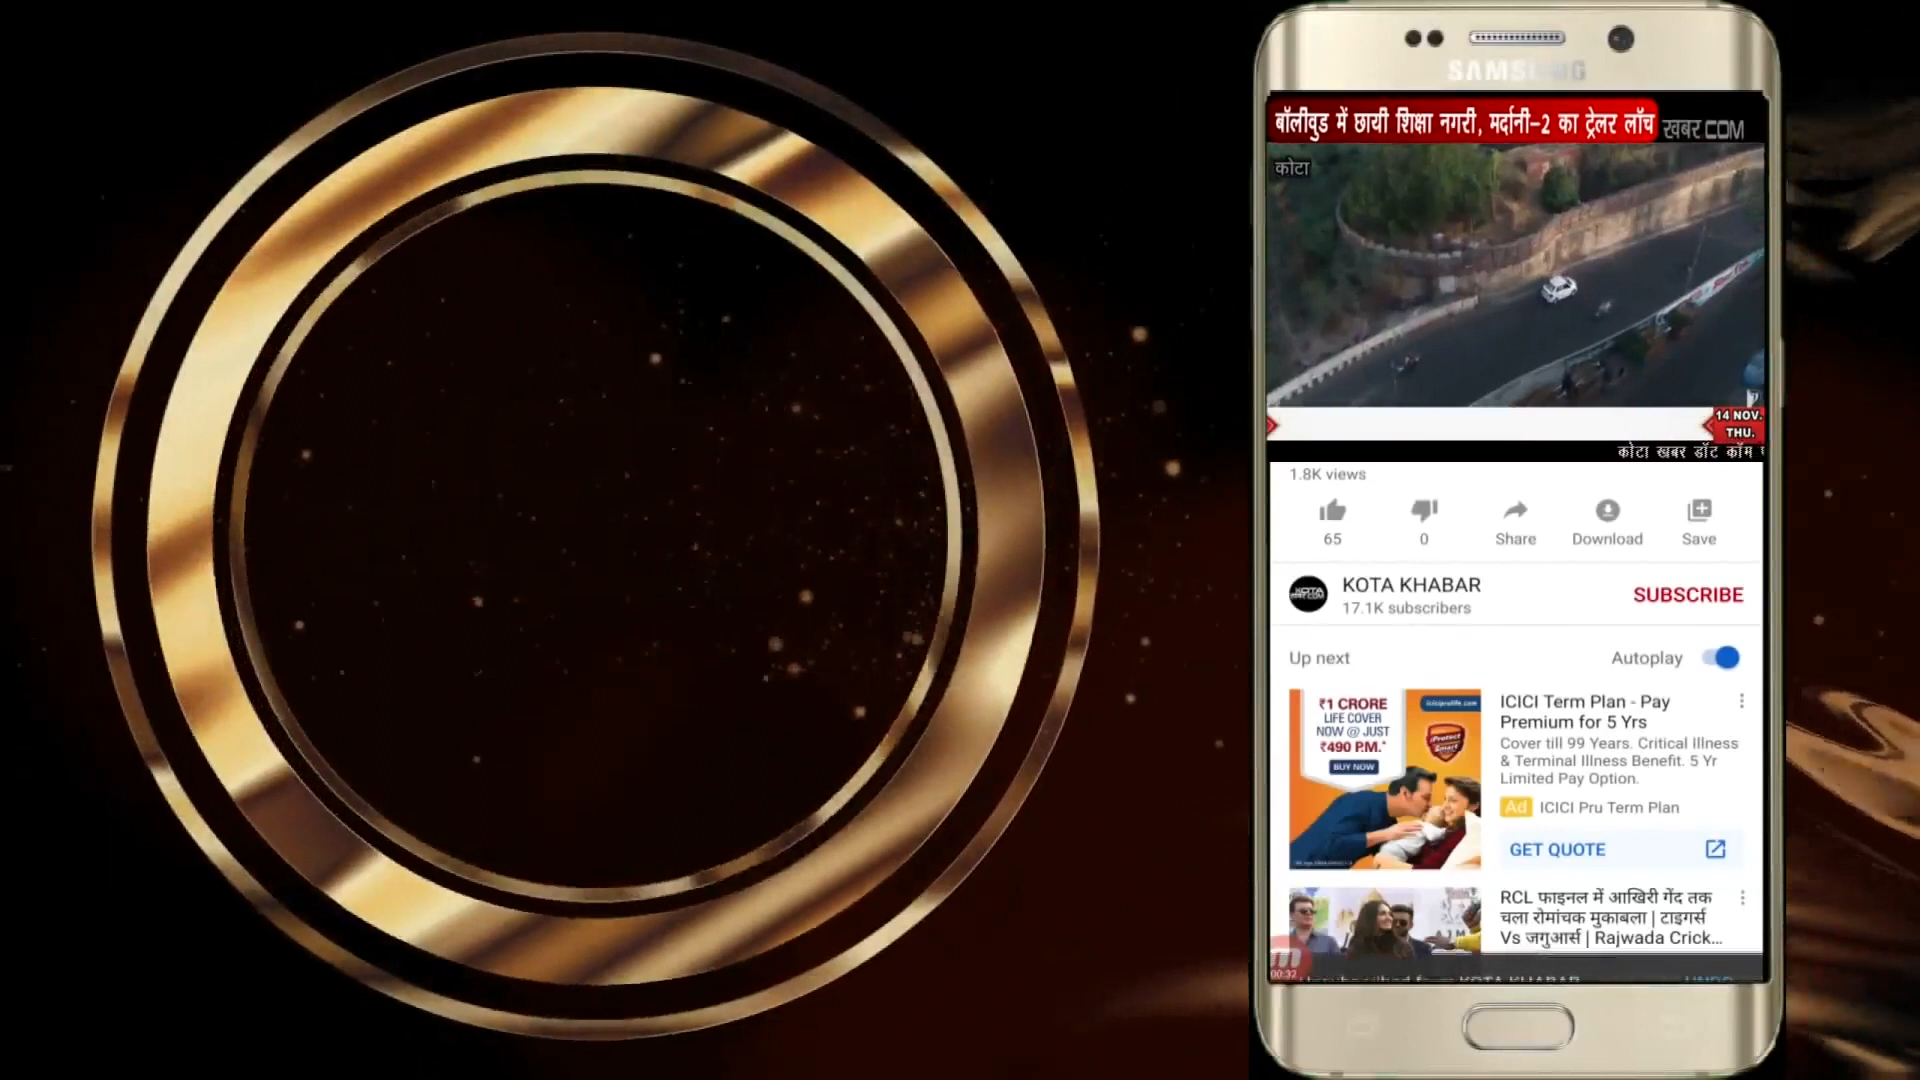 SAMSUNG
बॉलीवुड में छायी शिक्षा नगरी, मर्दानी-2 का ट्रेलर लॉच
खबर COM
कोटा
14 NOV.
THU.
कोटा खबर डॉट कॉम
1.8K views
65
0
Share
Download
Save
KOTA KHABAR
17.1K subscribers
SUBSCRIBE
Up next
Autoplay
₹1 CRORE
LIFE COVER
NOW @ JUST
₹490 P.M.*
BUY NOW
iciciprulife.com
iProtect
Smart
ICICI Term Plan - Pay
Premium for 5 Yrs
Cover till 99 Years. Critical Illness
& Terminal Illness Benefit. 5 Yr
Limited Pay Option.
Ad ICICI Pru Term Plan
GET QUOTE
RCL फाइनल में आखिरी गेंद तक
चला रोमांचक मुकाबला | टाइगर्स
Vs जगुआर्स | Rajwada Crick...
00:32